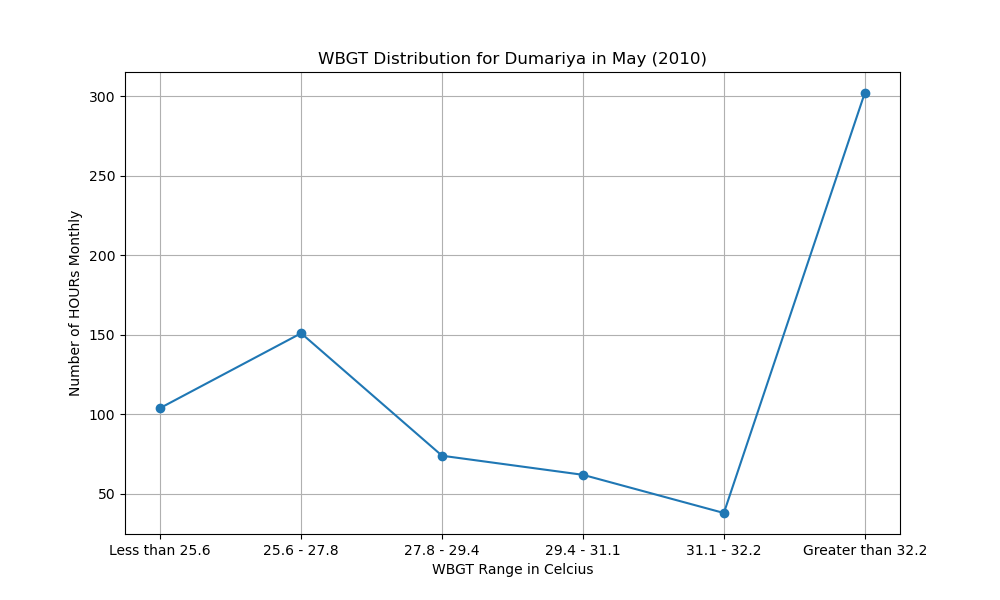 WBGT Distribution for Dumariya in May (2010)
Number of HOURs Monthly
300
250
200
150
100
50
Less than 25.6
25.6 - 27.8
27.8 - 29.4
29.4 - 31.1
31.1 - 32.2
Greater than 32.2
WBGT Range in Celcius